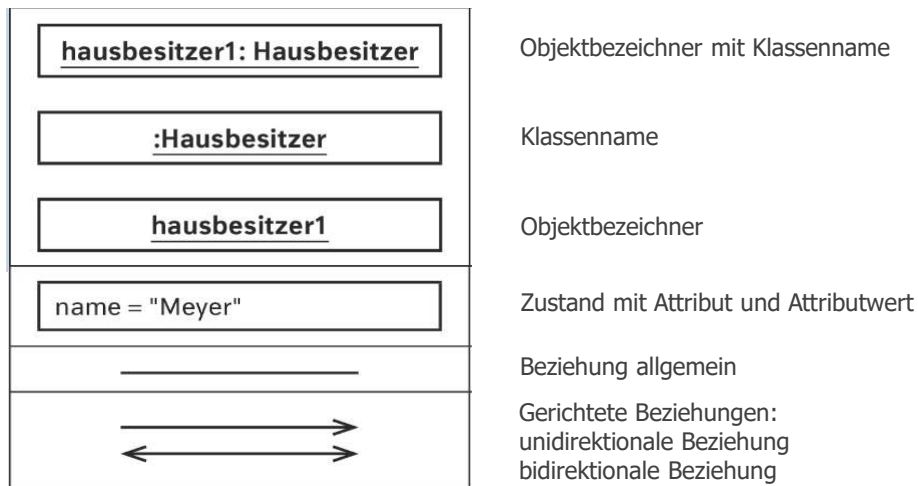 hausbesitzer1: Hausbesitzer
Objektbezeichner mit Klassenname
:Hausbesitzer
Klassenname
hausbesitzer1
Objektbezeichner
name = "Meyer"
Zustand mit Attribut und Attributwert
Beziehung allgemein
Gerichtete Beziehungen:
unidirektionale Beziehung
bidirektionale Beziehung